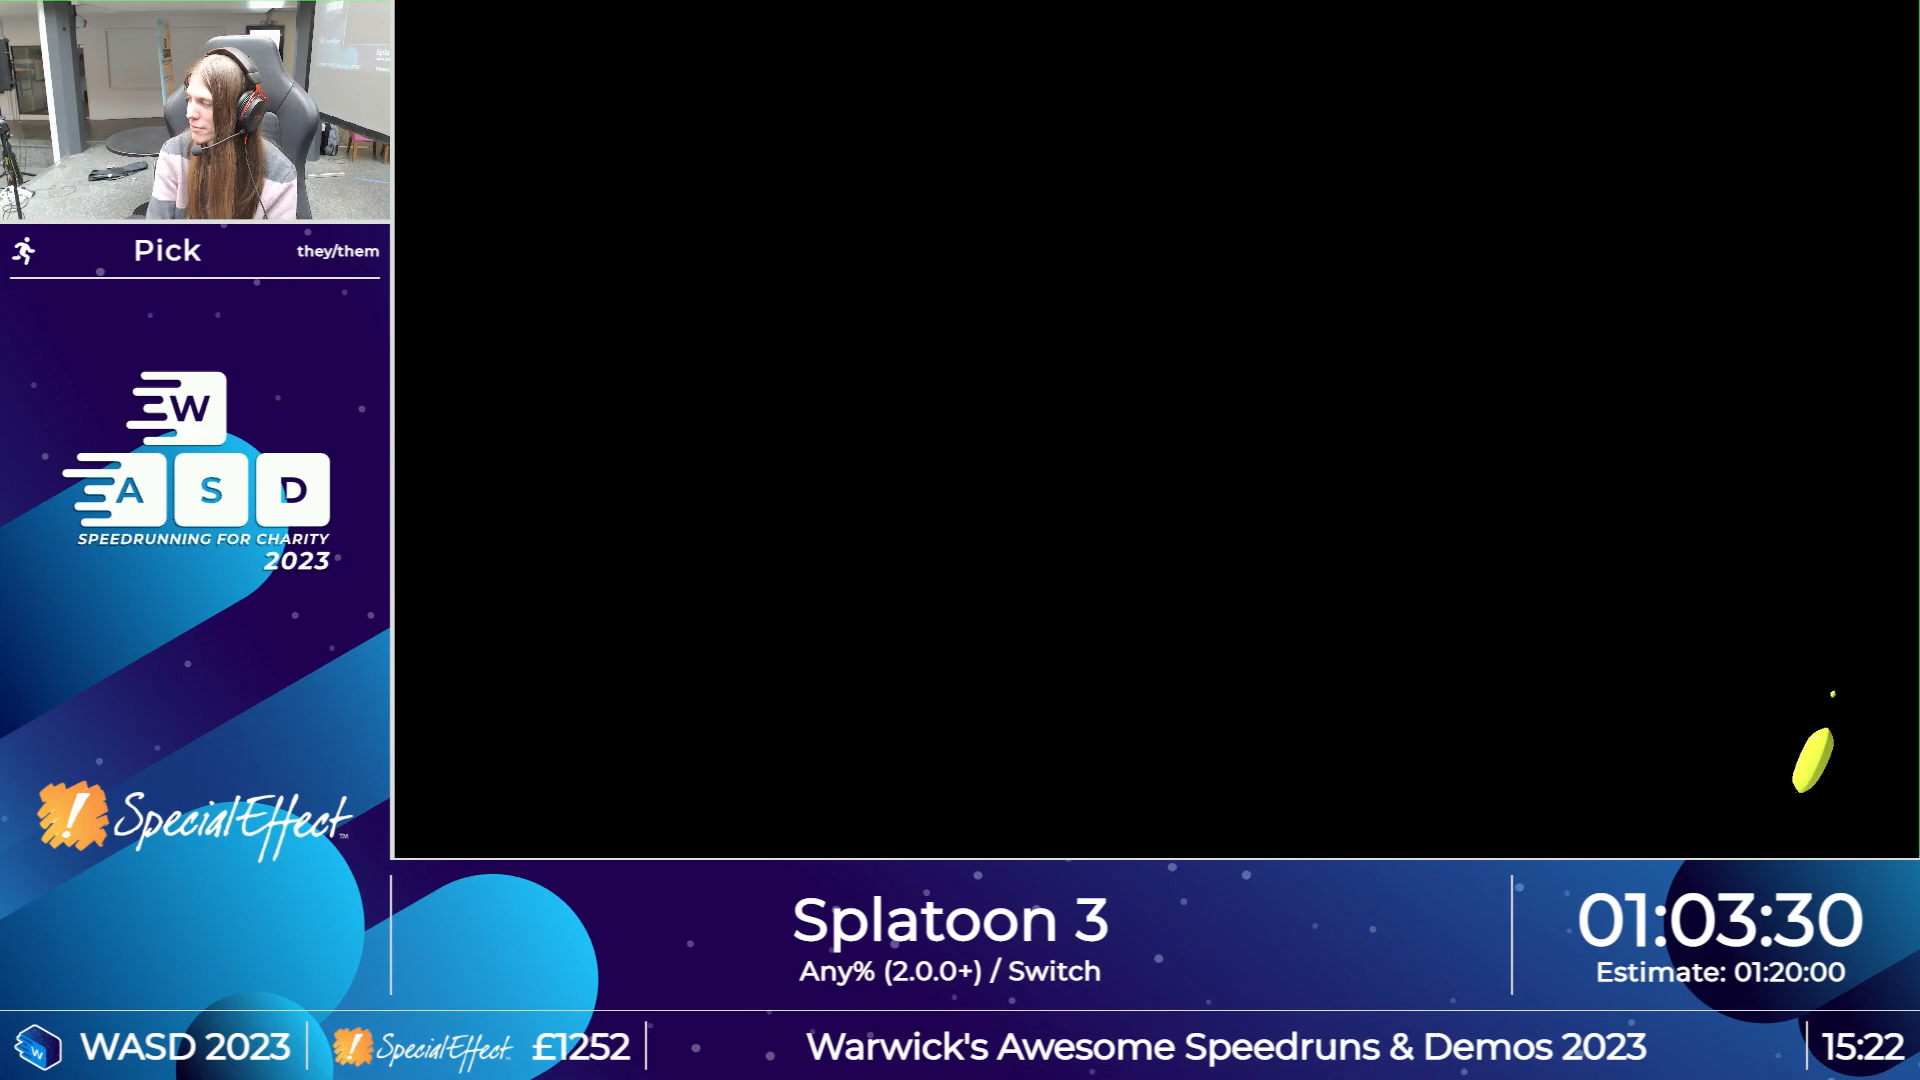 Pick
they/them
W
A S D
SPEEDRUNNING FOR CHARITY
2023
! SpecialEffect™
Splatoon 3
Any% (2.0.0+) / Switch
01:03:30
Estimate: 01:20:00
WASD 2023
! SpecialEffect £1252
Warwick's Awesome Speedruns & Demos 2023
15:22